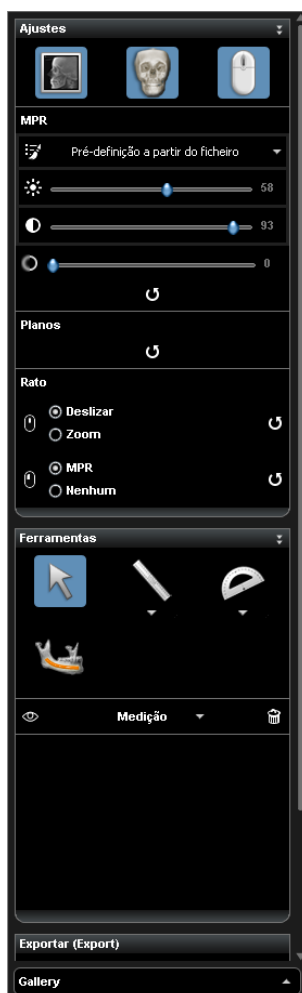 Ajustes
MPR
Pré-definição a partir do ficheiro
58
93
0
Planos
Rato
Deslizar
Zoom
MPR
Nenhum
Ferramentas
Medição
Exportar (Export)
Gallery